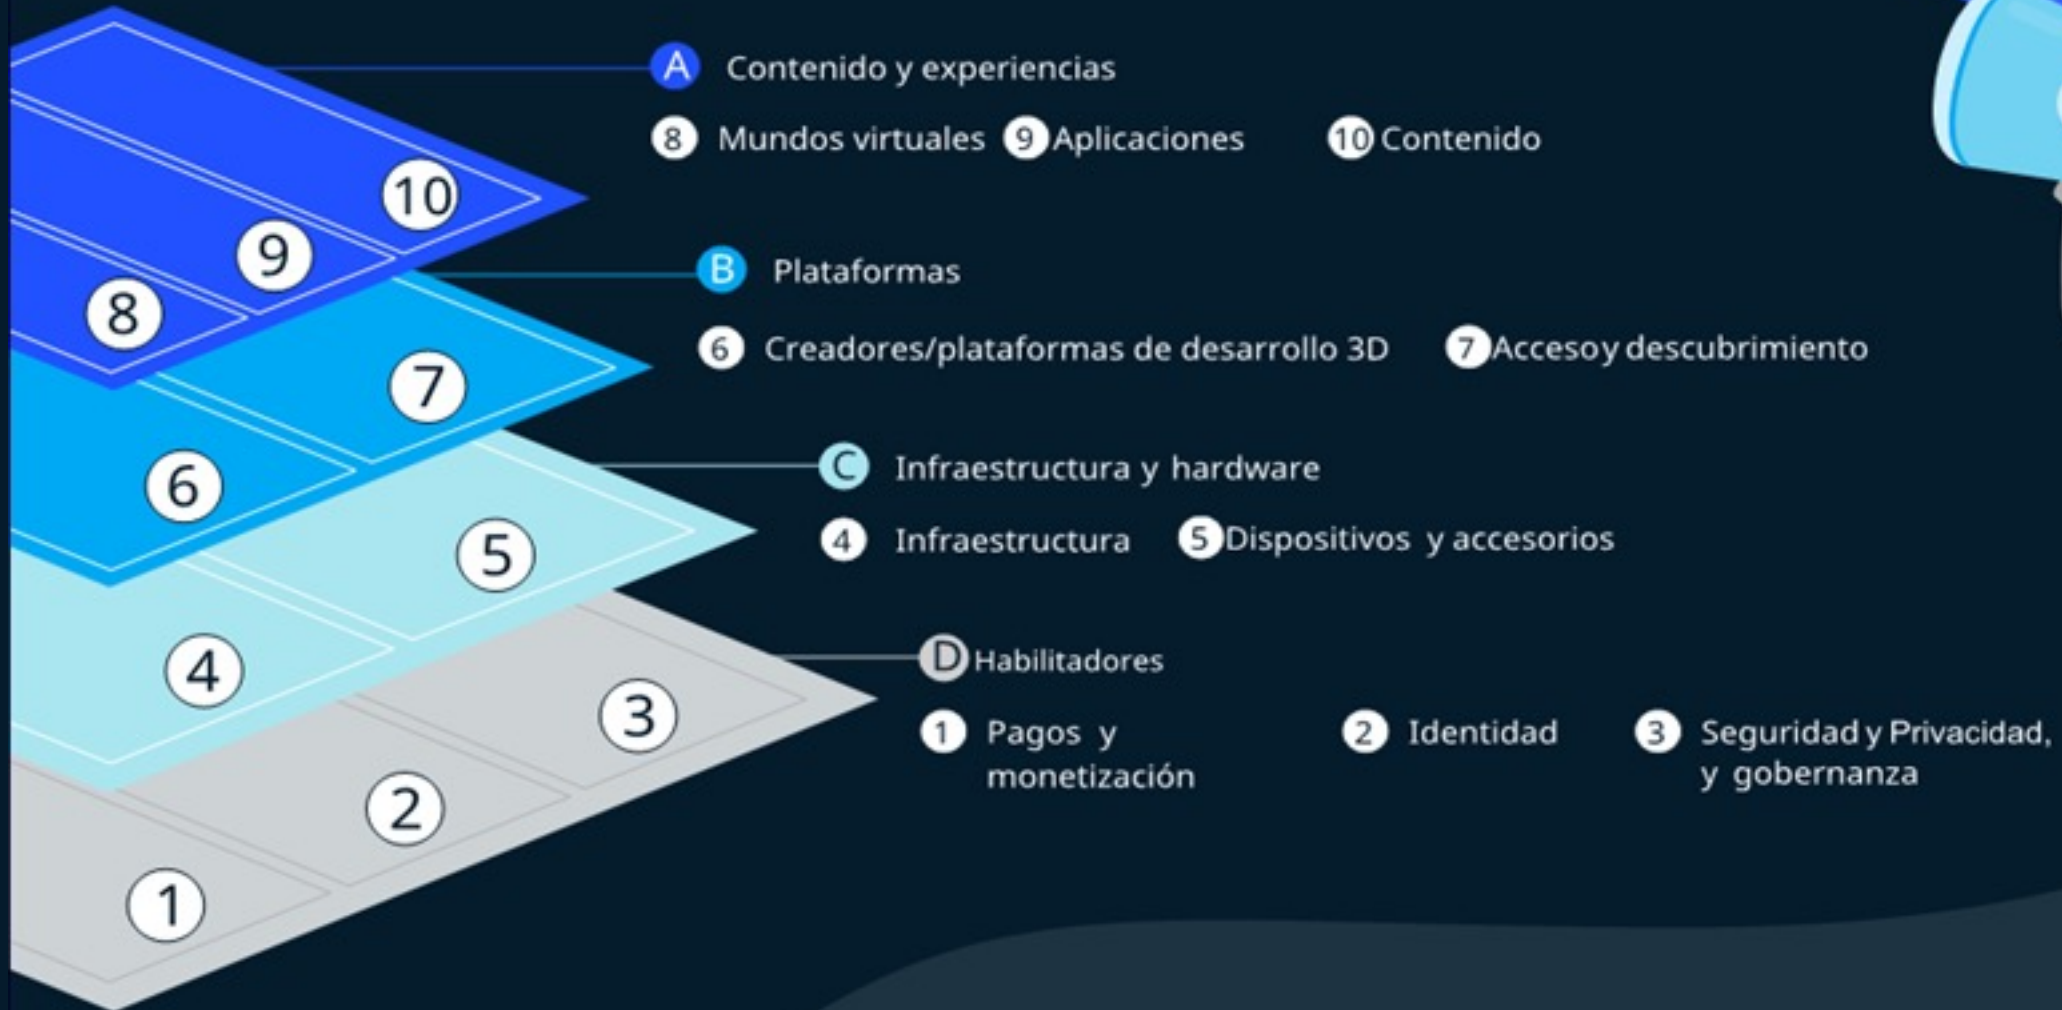 A Contenido y experiencias
8 Mundos virtuales 9 Aplicaciones 10 Contenido
10
9
8
B Plataformas
6 Creadores/plataformas de desarrollo 3D 7 Acceso y descubrimiento
7
6
C Infraestructura y hardware
4 Infraestructura 5 Dispositivos y accesorios
5
4
D Habilitadores
1 Pagos y monetización
2 Identidad
3 Seguridad y Privacidad,
y gobernanza
3
2
1